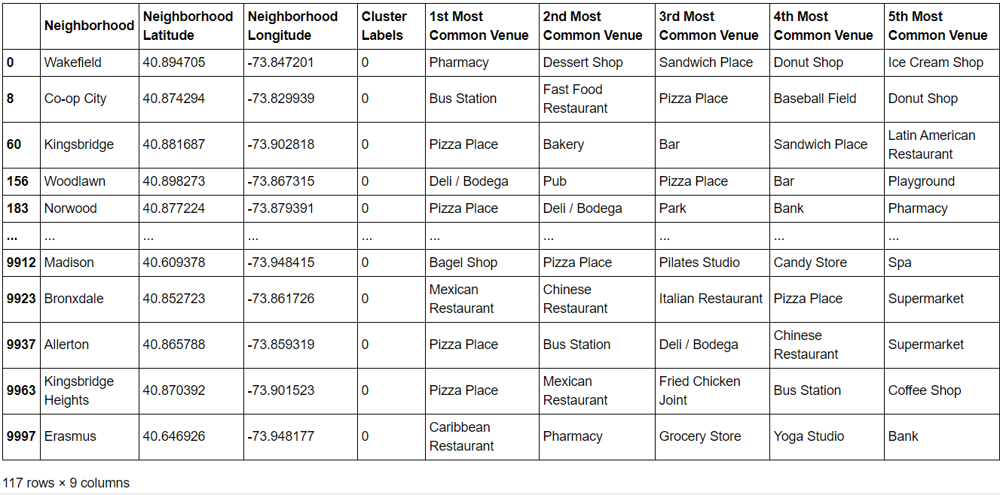 Neighborhood Neighborhood Latitude Neighborhood Longitude Cluster Labels 1st Most Common Venue 2nd Most Common Venue 3rd Most Common Venue 4th Most Common Venue 5th Most Common Venue
0 Wakefield 40.894705 -73.847201 0 Pharmacy Dessert Shop Sandwich Place Donut Shop Ice Cream Shop
8 Co-op City 40.874294 -73.829939 0 Bus Station Fast Food Restaurant Pizza Place Baseball Field Donut Shop
60 Kingsbridge 40.881687 -73.902818 0 Pizza Place Bakery Bar Sandwich Place Latin American Restaurant
156 Woodlawn 40.898273 -73.867315 0 Deli / Bodega Pub Pizza Place Bar Playground
183 Norwood 40.877224 -73.879391 0 Pizza Place Deli / Bodega Park Bank Pharmacy
... ... ... ... ... ... ... ... ... ...
9912 Madison 40.609378 -73.948415 0 Bagel Shop Pizza Place Pilates Studio Candy Store Spa
9923 Bronxdale 40.852723 -73.861726 0 Mexican Restaurant Chinese Restaurant Italian Restaurant Pizza Place Supermarket
9937 Allerton 40.865788 -73.859319 0 Pizza Place Bus Station Deli / Bodega Chinese Restaurant Supermarket
9963 Kingsbridge Heights 40.870392 -73.901523 0 Pizza Place Mexican Restaurant Fried Chicken Joint Bus Station Coffee Shop
9997 Erasmus 40.646926 -73.948177 0 Caribbean Restaurant Pharmacy Grocery Store Yoga Studio Bank
117 rows × 9 columns